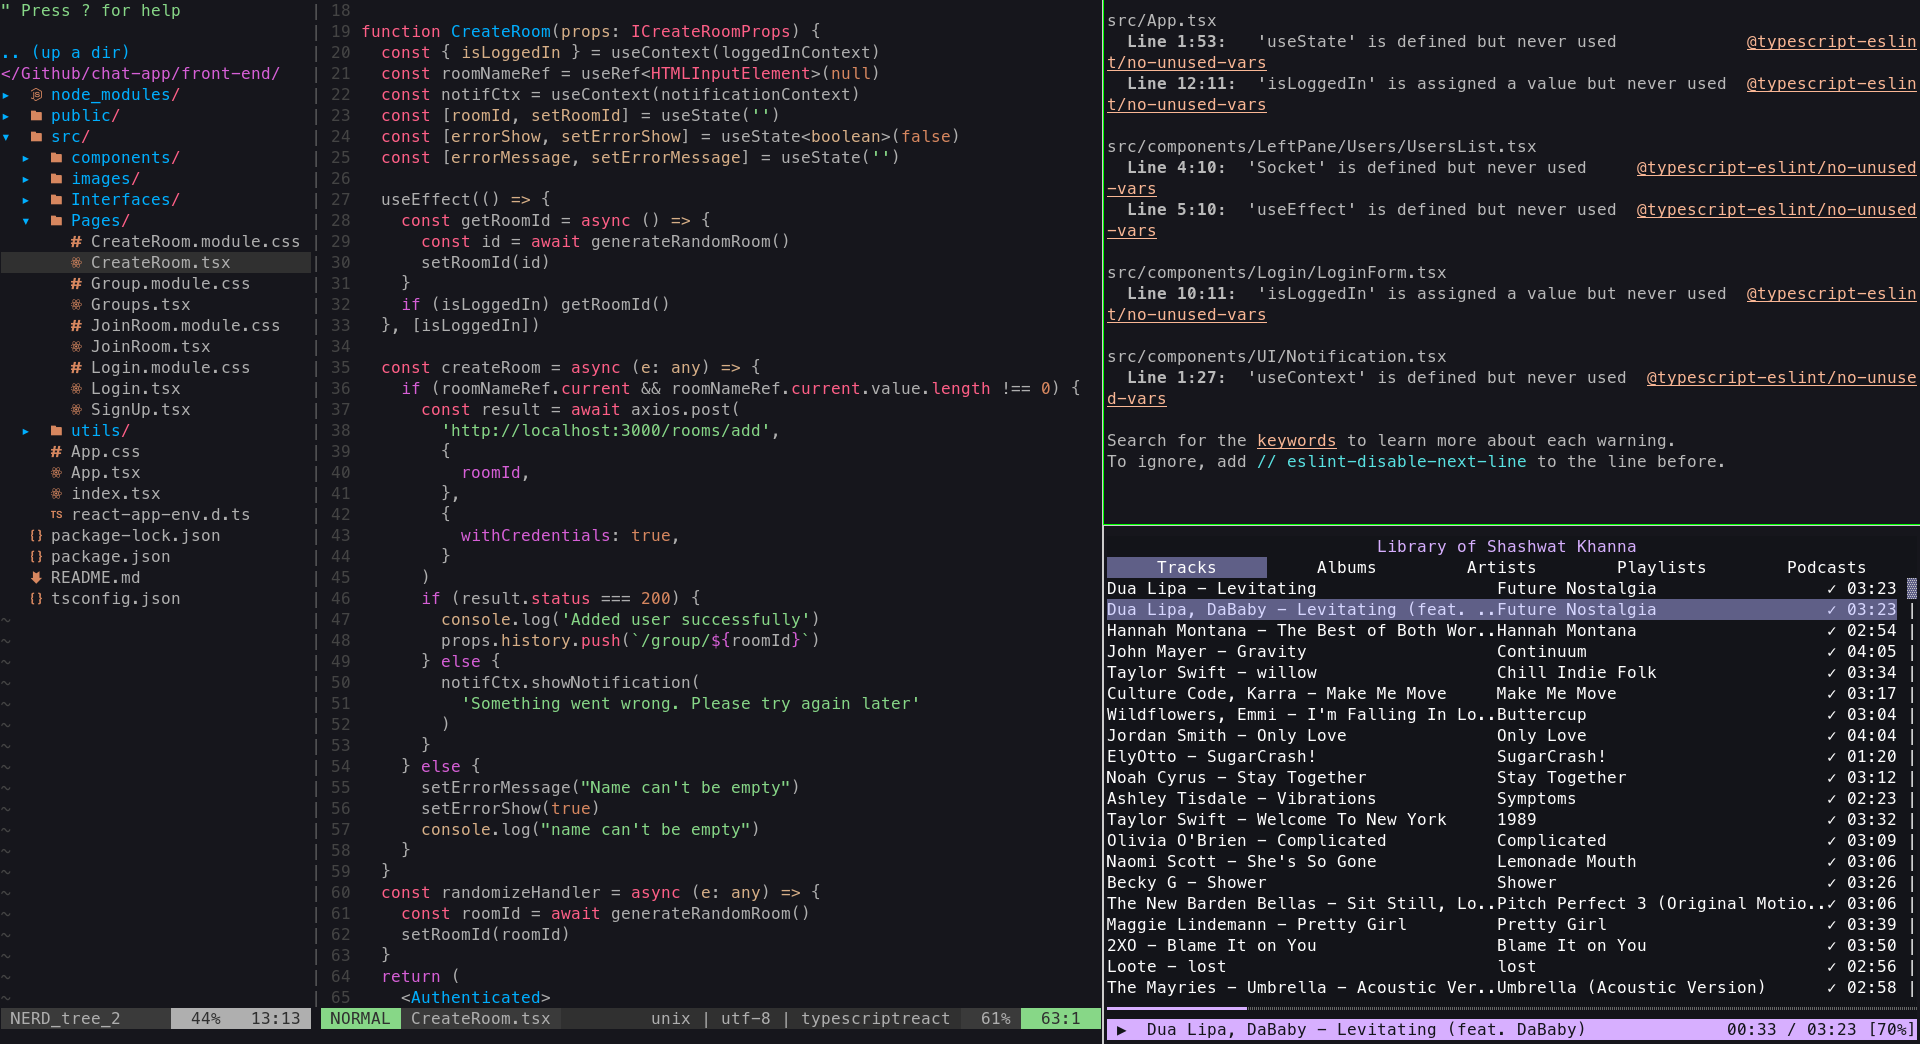 " Press ? for help
.. (up a dir)
</Github/chat-app/front-end/
▸ node_modules/
▸ public/
▾ src/
▸ components/
▸ images/
▸ Interfaces/
▾ Pages/
# CreateRoom.module.css
CreateRoom.tsx
# Group.module.css
Groups.tsx
# JoinRoom.module.css
JoinRoom.tsx
# Login.module.css
Login.tsx
SignUp.tsx
▸ utils/
# App.css
App.tsx
index.tsx
TS react-app-env.d.ts
{} package-lock.json
{} package.json
README.md
{} tsconfig.json
NERD_tree_2 44% 13:13
18
19 function CreateRoom(props: ICreateRoomProps) {
20   const { isLoggedIn } = useContext(loggedInContext)
21   const roomNameRef = useRef<HTMLInputElement>(null)
22   const notifCtx = useContext(notificationContext)
23   const [roomId, setRoomId] = useState('')
24   const [errorShow, setErrorShow] = useState<boolean>(false)
25   const [errorMessage, setErrorMessage] = useState('')
26
27   useEffect(() => {
28     const getRoomId = async () => {
29       const id = await generateRandomRoom()
30       setRoomId(id)
31     }
32     if (isLoggedIn) getRoomId()
33   }, [isLoggedIn])
34
35   const createRoom = async (e: any) => {
36     if (roomNameRef.current && roomNameRef.current.value.length !== 0) {
37       const result = await axios.post(
38         'http://localhost:3000/rooms/add',
39         {
40           roomId,
41         },
42         {
43           withCredentials: true,
44         }
45       )
46       if (result.status === 200) {
47         console.log('Added user successfully')
48         props.history.push(`/group/${roomId}`)
49       } else {
50         notifCtx.showNotification(
51           'Something went wrong. Please try again later'
52         )
53       }
54     } else {
55       setErrorMessage("Name can't be empty")
56       setErrorShow(true)
57       console.log("name can't be empty")
58     }
59   }
60   const randomizeHandler = async (e: any) => {
61     const roomId = await generateRandomRoom()
62     setRoomId(roomId)
63   }
64   return (
65     <Authenticated>
NORMAL CreateRoom.tsx unix | utf-8 | typescriptreact 61% 63:1
src/App.tsx
Line 1:53: 'useState' is defined but never used @typescript-eslin
t/no-unused-vars
Line 12:11: 'isLoggedIn' is assigned a value but never used @typescript-eslin
t/no-unused-vars
src/components/LeftPane/Users/UsersList.tsx
Line 4:10: 'Socket' is defined but never used @typescript-eslint/no-unused
-vars
Line 5:10: 'useEffect' is defined but never used @typescript-eslint/no-unused
-vars
src/components/Login/LoginForm.tsx
Line 10:11: 'isLoggedIn' is assigned a value but never used @typescript-eslin
t/no-unused-vars
src/components/UI/Notification.tsx
Line 1:27: 'useContext' is defined but never used @typescript-eslint/no-unuse
d-vars
Search for the keywords to learn more about each warning.
To ignore, add // eslint-disable-next-line to the line before.
Library of Shashwat Khanna
Tracks Albums Artists Playlists Podcasts
Dua Lipa - Levitating Future Nostalgia ✓ 03:23
Dua Lipa, DaBaby - Levitating (feat. ..Future Nostalgia ✓ 03:23
Hannah Montana - The Best of Both Wor..Hannah Montana ✓ 02:54
John Mayer - Gravity Continuum ✓ 04:05
Taylor Swift - willow Chill Indie Folk ✓ 03:34
Culture Code, Karra - Make Me Move Make Me Move ✓ 03:17
Wildflowers, Emmi - I'm Falling In Lo..Buttercup ✓ 03:04
Jordan Smith - Only Love Only Love ✓ 04:04
ElyOtto - SugarCrash! SugarCrash! ✓ 01:20
Noah Cyrus - Stay Together Stay Together ✓ 03:12
Ashley Tisdale - Vibrations Symptoms ✓ 02:23
Taylor Swift - Welcome To New York 1989 ✓ 03:32
Olivia O'Brien - Complicated Complicated ✓ 03:09
Naomi Scott - She's So Gone Lemonade Mouth ✓ 03:06
Becky G - Shower Shower ✓ 03:26
The New Barden Bellas - Sit Still, Lo..Pitch Perfect 3 (Original Motio..✓ 03:06
Maggie Lindemann - Pretty Girl Pretty Girl ✓ 03:39
2XO - Blame It on You Blame It on You ✓ 03:50
Loote - lost lost ✓ 02:56
The Mayries - Umbrella - Acoustic Ver..Umbrella (Acoustic Version) ✓ 02:58
▶ Dua Lipa, DaBaby - Levitating (feat. DaBaby) 00:33 / 03:23 [70%]